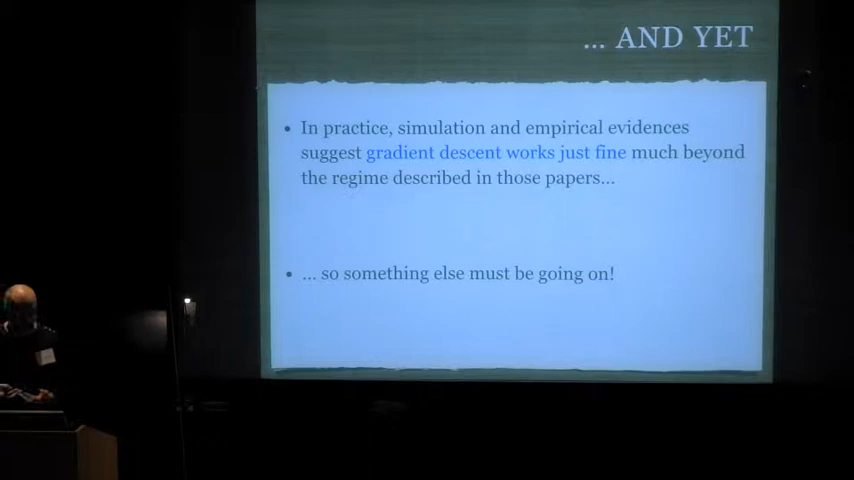 ... AND YET
• In practice, simulation and empirical evidences
suggest gradient descent works just fine much beyond
the regime described in those papers...
• ... so something else must be going on!